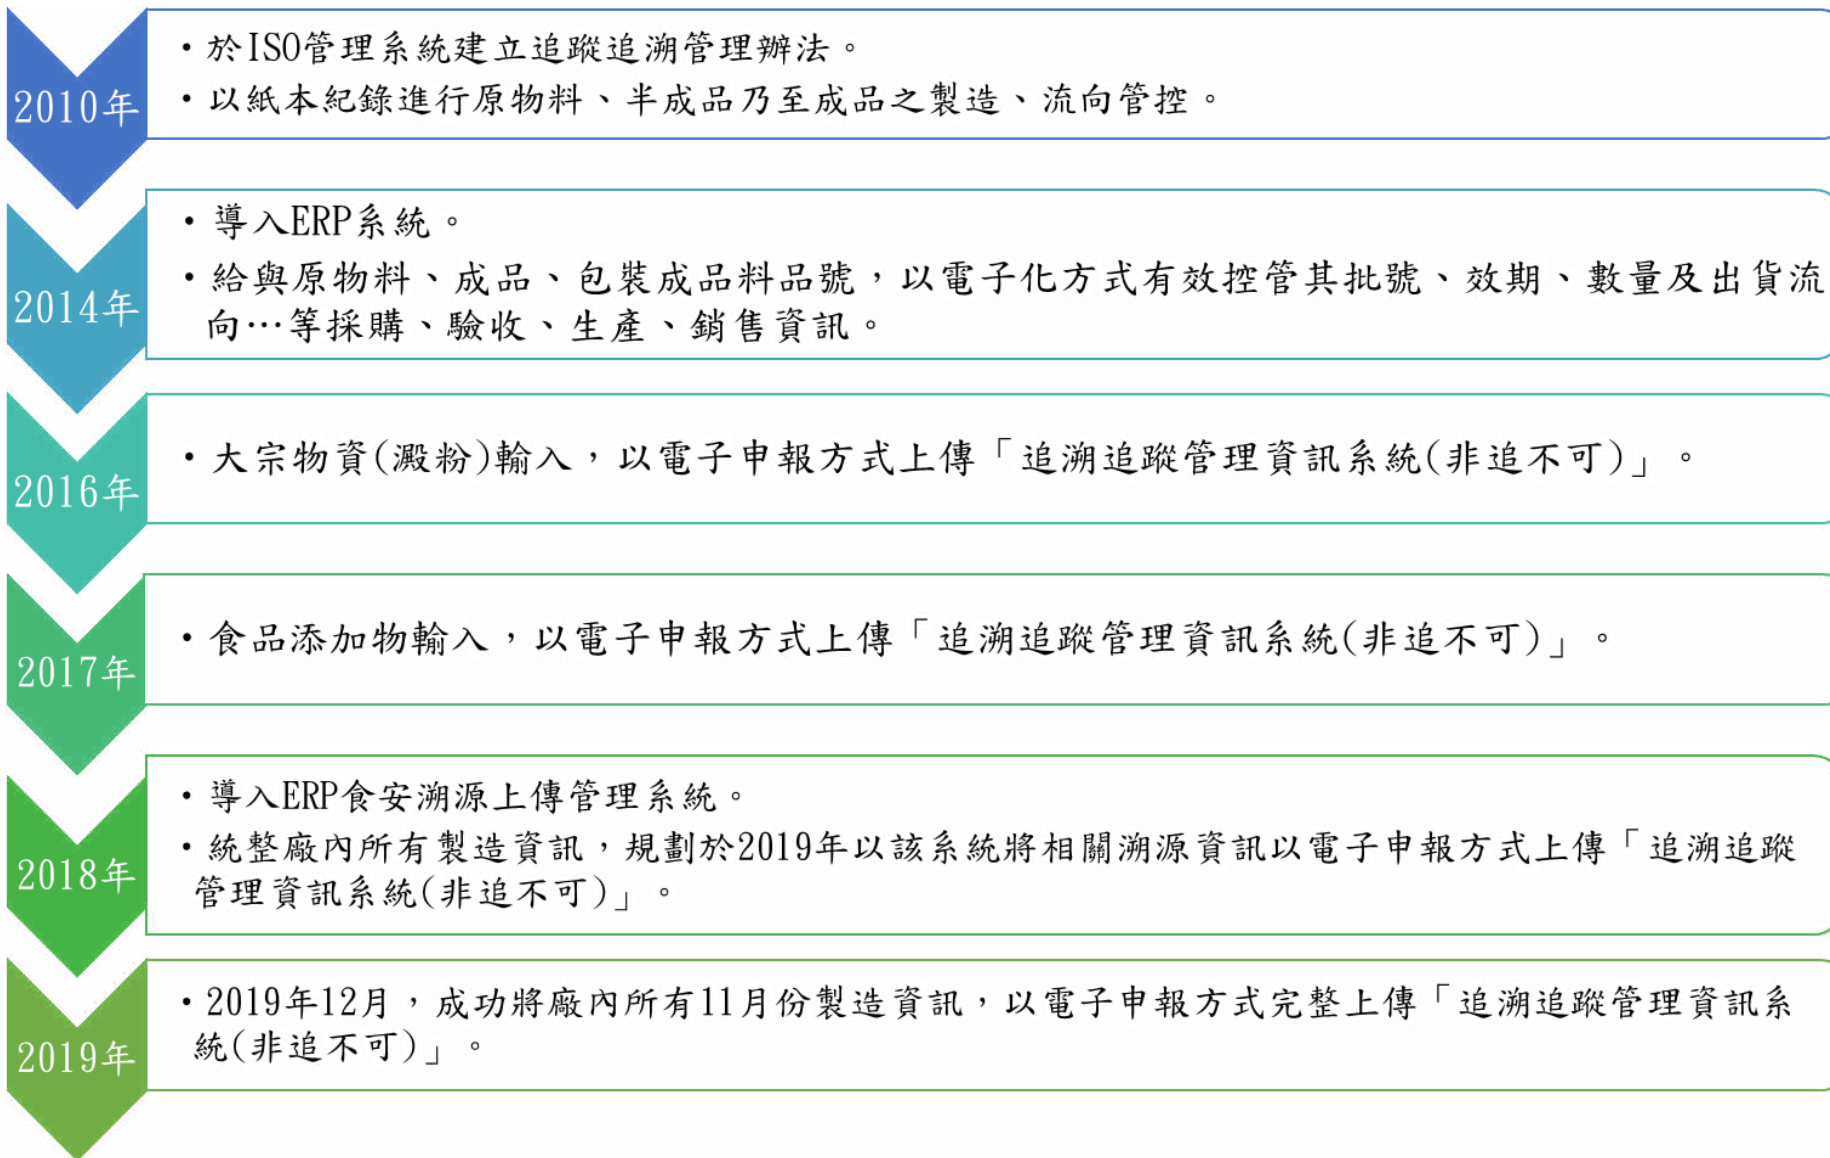 2010年
・於ISO管理系統建立追蹤追溯管理辦法。
・以紙本紀錄進行原物料、半成品乃至成品之製造、流向管控。
2014年
・導入ERP系統。
・給與原物料、成品、包裝成品料品號，以電子化方式有效控管其批號、效期、數量及出貨流
向…等採購、驗收、生產、銷售資訊。
2016年
・大宗物資(澱粉)輸入，以電子申報方式上傳「追溯追蹤管理資訊系統(非追不可)」。
2017年
・食品添加物輸入，以電子申報方式上傳「追溯追蹤管理資訊系統(非追不可)」。
2018年
・導入ERP食安溯源上傳管理系統。
・統整廠內所有製造資訊，規劃於2019年以該系統將相關溯源資訊以電子申報方式上傳「追溯追蹤
管理資訊系統(非追不可)」。
2019年
・2019年12月，成功將廠內所有11月份製造資訊，以電子申報方式完整上傳「追溯追蹤管理資訊系
統(非追不可)」。